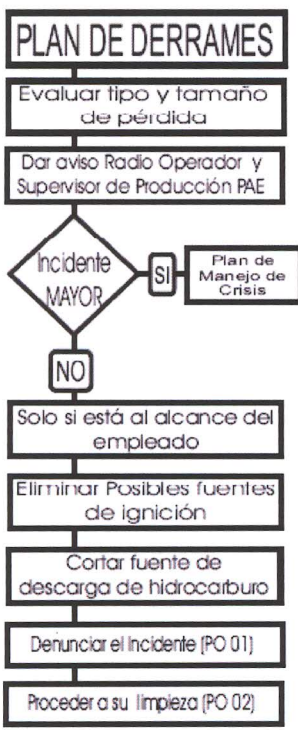 PLAN DE DERRAMES
Evaluar tipo y tamaño
de pérdida
Dar aviso Radio Operador y
Supervisor de Producción PAE
Incidente
MAYOR
SI
Plan de
Manejo de
Crisis
NO
Solo si está al alcance del
empleado
Eliminar Posibles fuentes
de ignición
Cortar fuente de
descarga de hidrocarburo
Denunciar el Incidente (PO 01)
Proceder a su limpieza (PO 02)